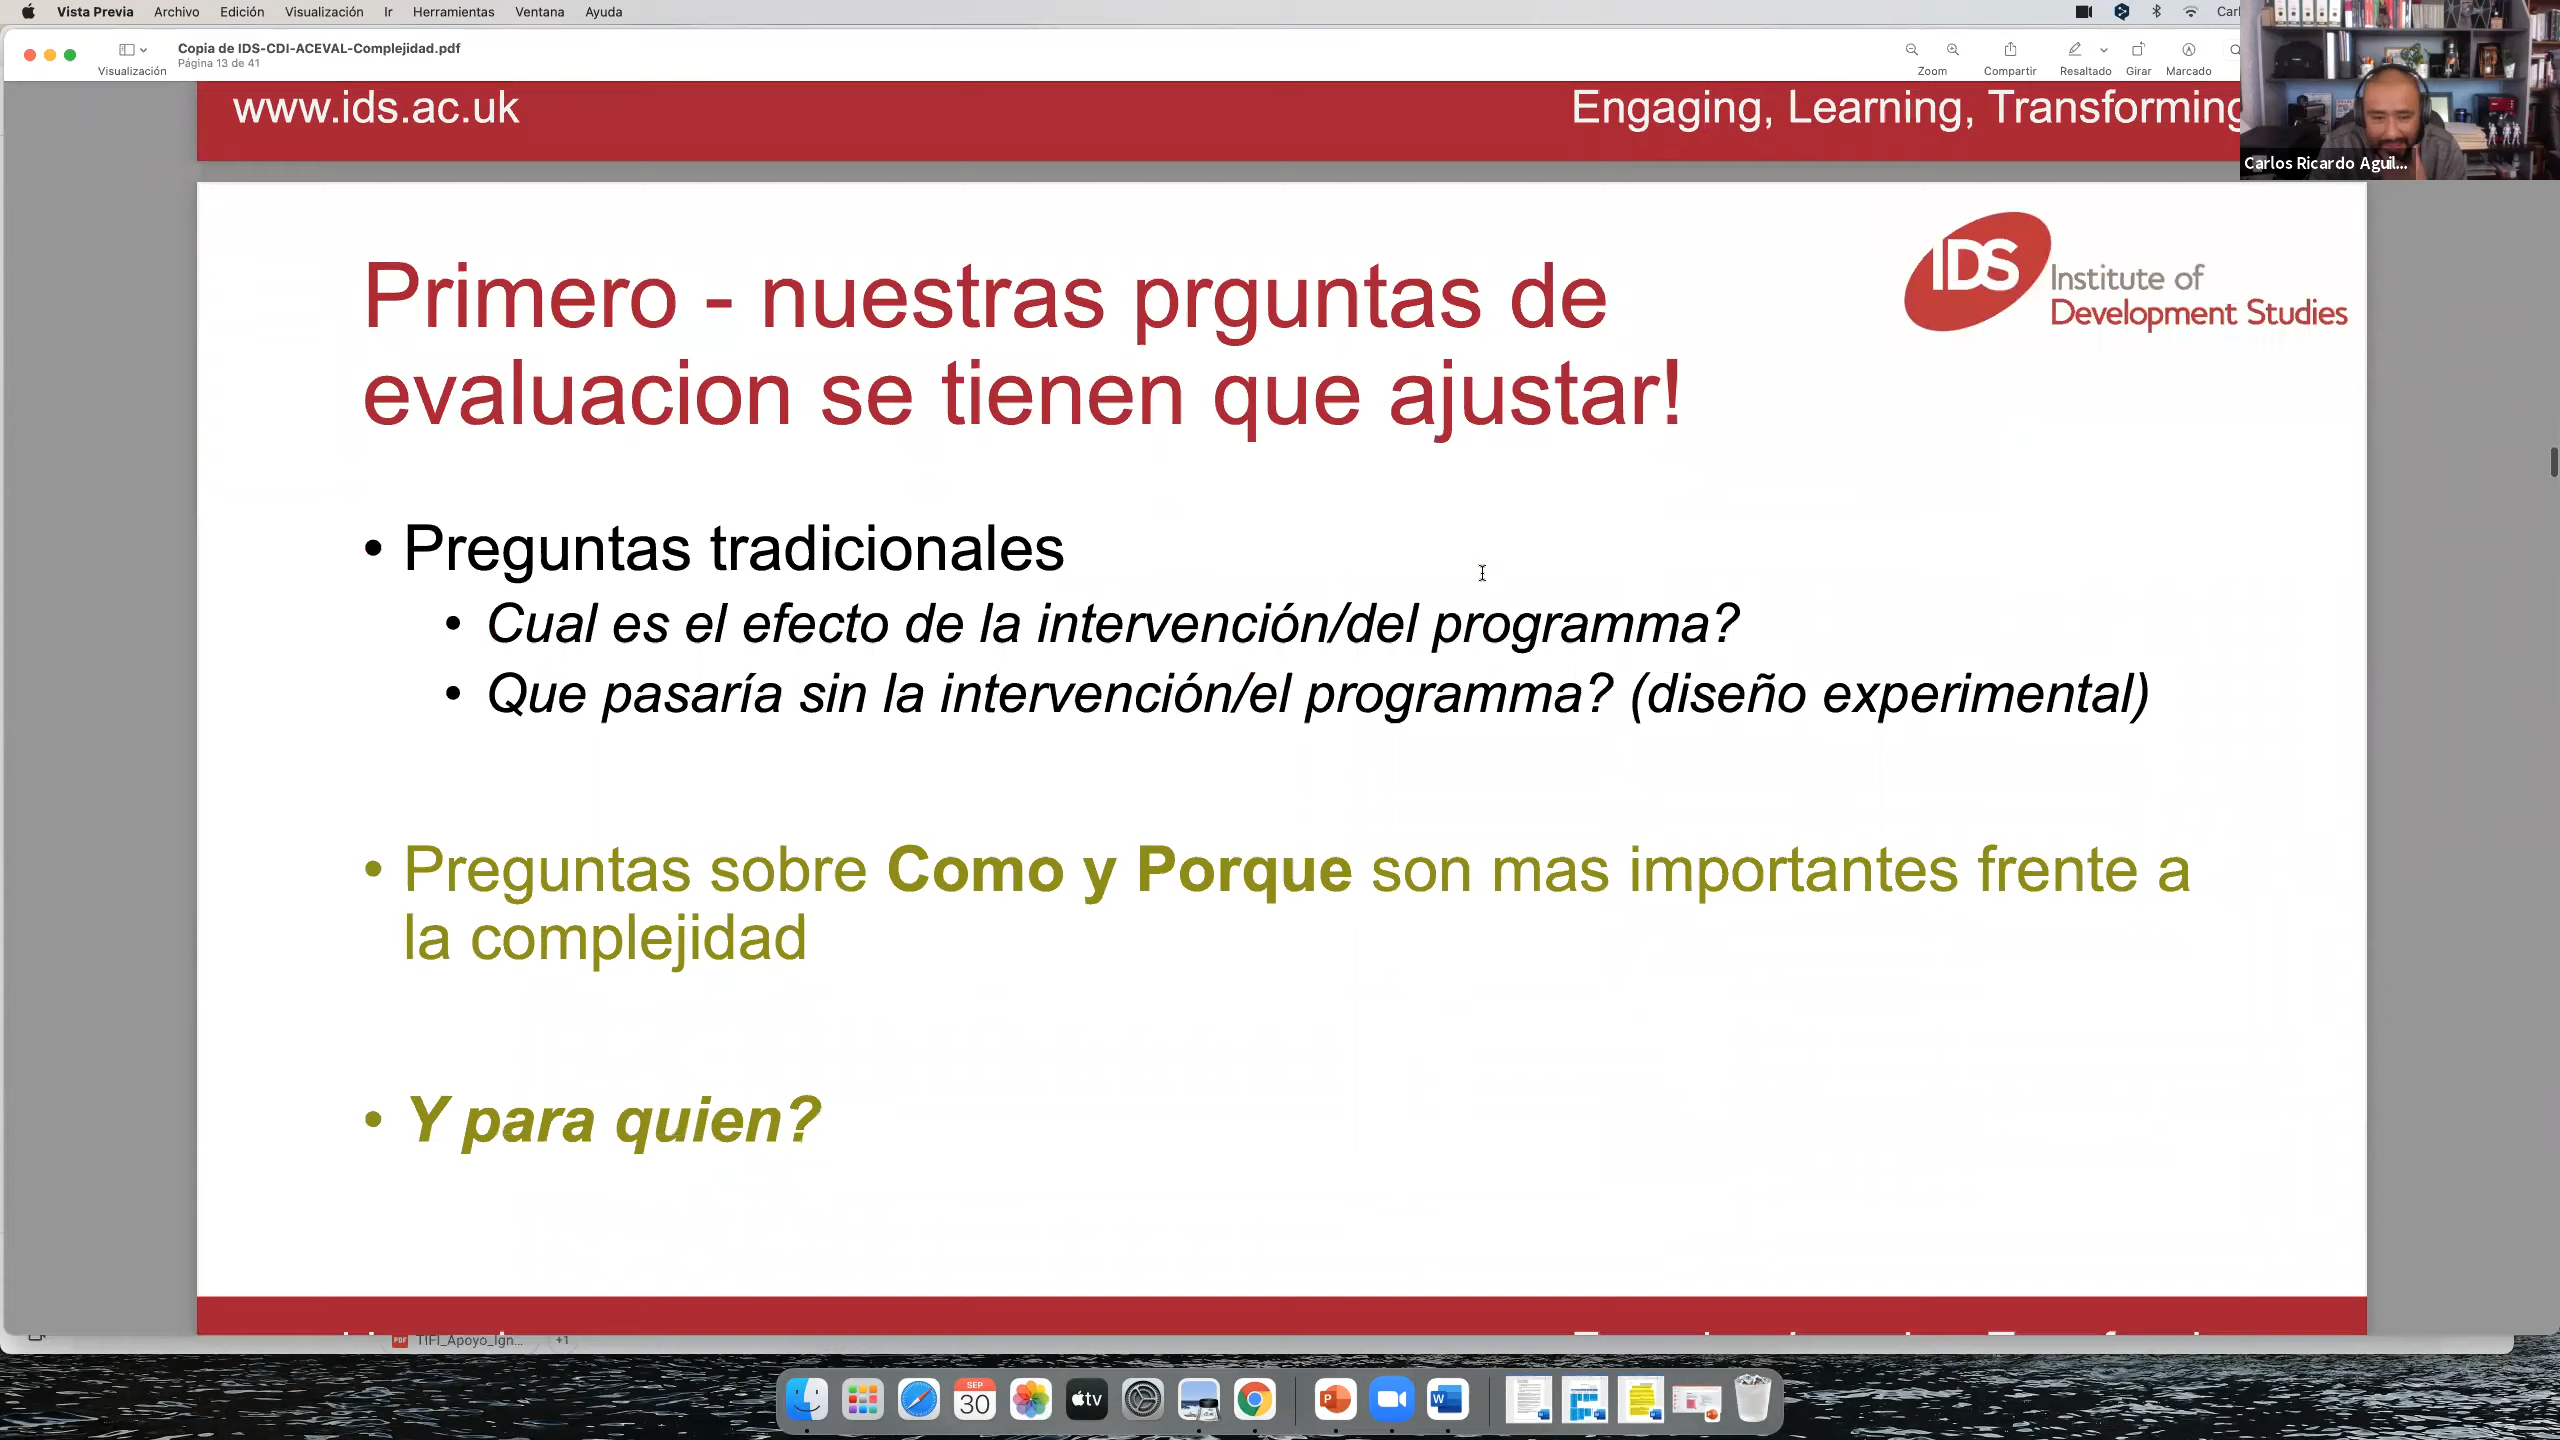 Vista Previa Archivo Edición Visualización Ir Herramientas Ventana Ayuda
Copia de IDS-CDI-ACEVAL-Complejidad.pdf
Página 13 de 41
Visualización
Zoom Compartir Resaltado Girar Marcado
Carlos Ricardo Aguil...
www.ids.ac.uk Engaging, Learning, Transforming
IDS Institute of
Development Studies
Primero - nuestras prguntas de
evaluacion se tienen que ajustar!
• Preguntas tradicionales
• Cual es el efecto de la intervención/del programma?
• Que pasaría sin la intervención/el programma? (diseño experimental)
• Preguntas sobre Como y Porque son mas importantes frente a
la complejidad
• Y para quien?
TIFI_Apoyo_Ign... +1
SEP
30
tv
P
W